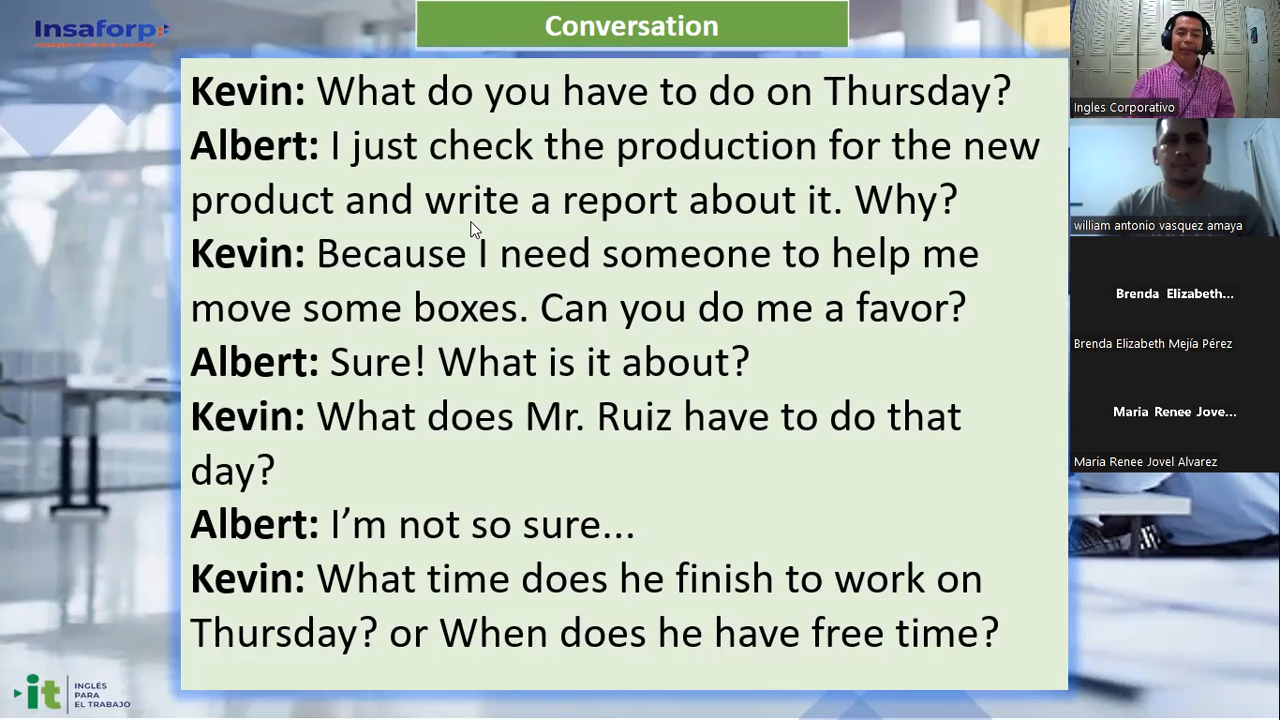 Insaforp
Conversation
Kevin: What do you have to do on Thursday?
Albert: I just check the production for the new
product and write a report about it. Why?
Kevin: Because I need someone to help me
move some boxes. Can you do me a favor?
Albert: Sure! What is it about?
Kevin: What does Mr. Ruiz have to do that
day?
Albert: I’m not so sure...
Kevin: What time does he finish to work on
Thursday? or When does he have free time?
it
INGLÉS
PARA
EL TRABAJO
Ingles Corporativo
william antonio vasquez amaya
Brenda Elizabeth...
Brenda Elizabeth Mejía Pérez
Maria Renee Jove...
Maria Renee Jovel Alvarez